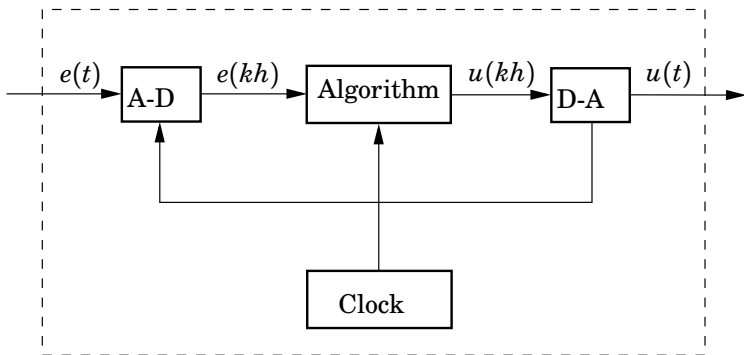 e(t)
e(kh)
u(kh)
u(t)
A-D
Algorithm
D-A
Clock